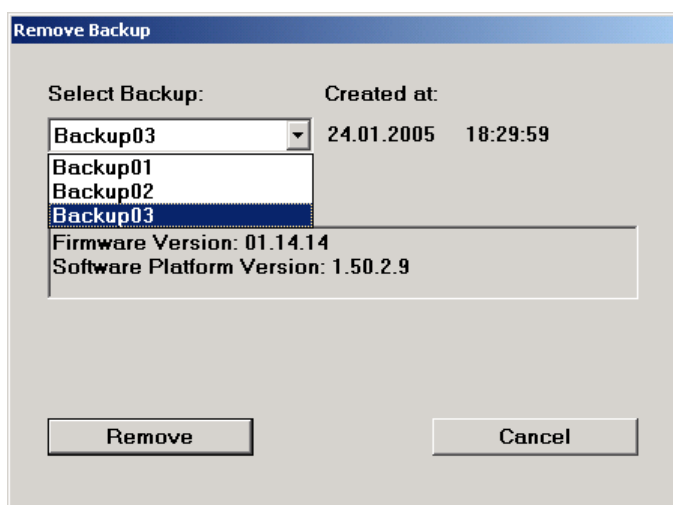 Remove Backup
Select Backup: Created at:
Backup03 24.01.2005 18:29:59
Backup01
Backup02
Backup03
Firmware Version: 01.14.14
Software Platform Version: 1.50.2.9
Remove Cancel